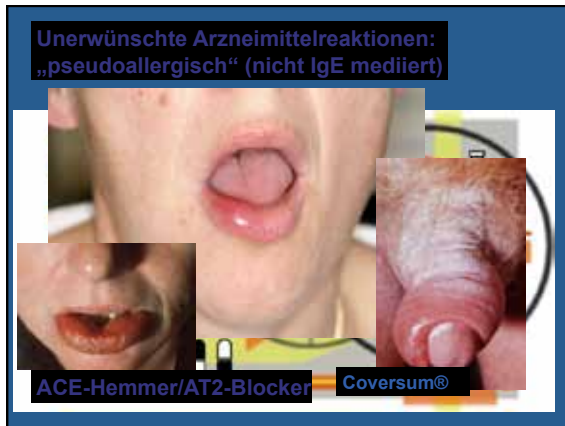 Unerwünschte Arzneimittelreaktionen:
„pseudoallergisch“ (nicht IgE mediiert)
ACE-Hemmer/AT2-Blocker
Coversum®